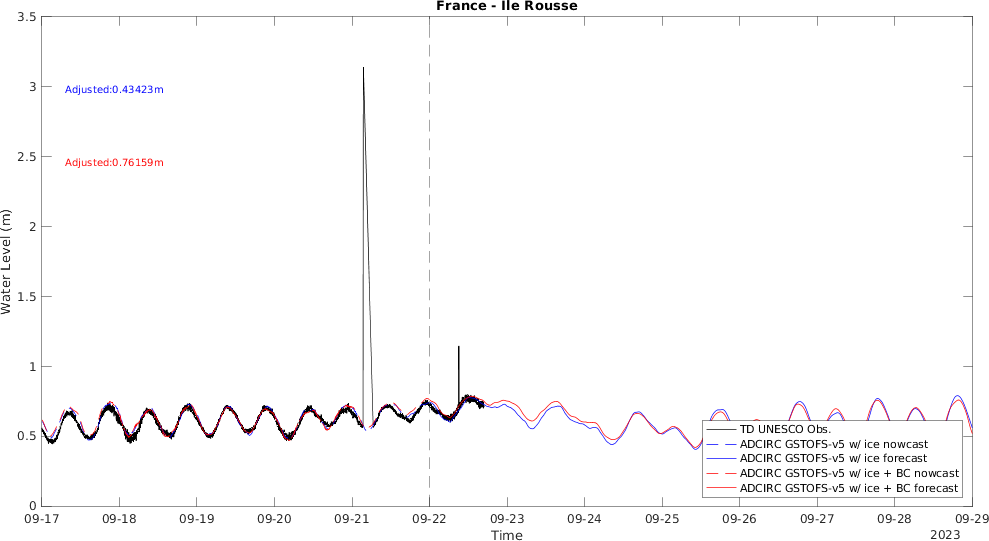 France - Ile Rousse
3.5
3
2.5
2
1.5
1
0.5
0
Water Level (m)
Adjusted:0.43423m
Adjusted:0.76159m
TD UNESCO Obs.
ADCIRC GSTOFS-v5 w/ ice nowcast
ADCIRC GSTOFS-v5 w/ ice forecast
ADCIRC GSTOFS-v5 w/ ice + BC nowcast
ADCIRC GSTOFS-v5 w/ ice + BC forecast
09-17 09-18 09-19 09-20 09-21 09-22 09-23 09-24 09-25 09-26 09-27 09-28 09-29
Time
2023